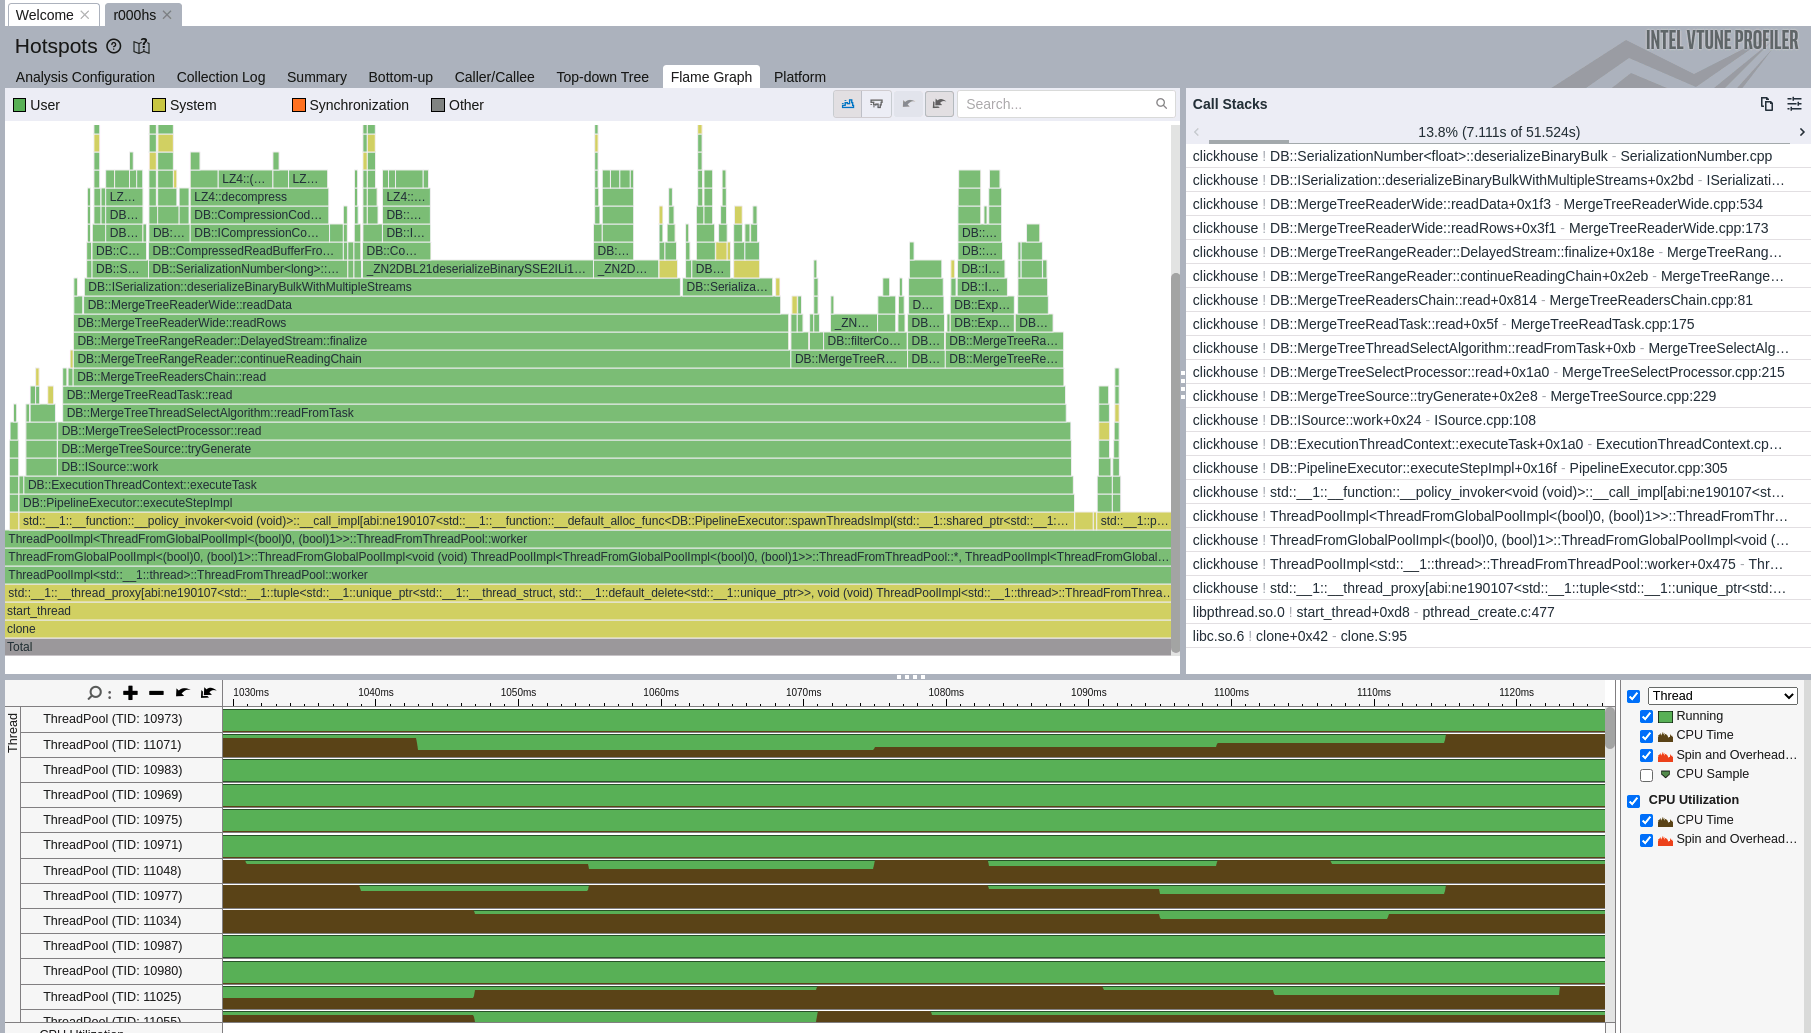 Welcome
r000hs
Hotspots
INTEL VTUNE PROFILER
Analysis Configuration Collection Log Summary Bottom-up Caller/Callee Top-down Tree Flame Graph Platform
User System Synchronization Other
Search...
LZ4::(... LZ...
LZ... LZ4::decompress LZ4::...
DB... DB::CompressionCod... DB::...
DB... DB::... DB::ICompressionCo... DB::I... DB::...
DB::C... DB::CompressedReadBufferFro... DB::Co... DB:... DB::...
DB::S... DB::SerializationNumber<long>::... _ZN2DBL21deserializeBinarySSE2ILi1... _ZN2D... DB... DB::I...
DB::ISerialization::deserializeBinaryBulkWithMultipleStreams DB::Serializa... DB::I...
DB::MergeTreeReaderWide::readData D... DB::Exp...
DB::MergeTreeReaderWide::readRows _ZN... DB... DB::Exp... DB...
DB::MergeTreeRangeReader::DelayedStream::finalize DB::filterCo... DB... DB::MergeTreeRa...
DB::MergeTreeRangeReader::continueReadingChain DB::MergeTreeR... DB... DB::MergeTreeRe...
DB::MergeTreeReadersChain::read
DB::MergeTreeReadTask::read
DB::MergeTreeThreadSelectAlgorithm::readFromTask
DB::MergeTreeSelectProcessor::read
DB::MergeTreeSource::tryGenerate
DB::ISource::work
DB::ExecutionThreadContext::executeTask
DB::PipelineExecutor::executeStepImpl
std::__1::__function::__policy_invoker<void (void)>::__call_impl[abi:ne190107<std::__1::__function::__default_alloc_func<DB::PipelineExecutor::spawnThreadsImpl(std::__1::shared_ptr<std::__1:... std::__1::p...
ThreadPoolImpl<ThreadFromGlobalPoolImpl<(bool)0, (bool)1>>::ThreadFromThreadPool::worker
ThreadFromGlobalPoolImpl<(bool)0, (bool)1>::ThreadFromGlobalPoolImpl<void (void) ThreadPoolImpl<ThreadFromGlobalPoolImpl<(bool)0, (bool)1>>::ThreadFromThreadPool::*, ThreadPoolImpl<ThreadFromGlobal...
ThreadPoolImpl<std::__1::thread>::ThreadFromThreadPool::worker
std::__1::__thread_proxy[abi:ne190107<std::__1::tuple<std::__1::unique_ptr<std::__1::__thread_struct, std::__1::default_delete<std::__1::unique_ptr>>, void (void) ThreadPoolImpl<std::__1::thread>::ThreadFromThrea...
start_thread
clone
Total
Call Stacks
13.8% (7.111s of 51.524s)
clickhouse ! DB::SerializationNumber<float>::deserializeBinaryBulk - SerializationNumber.cpp
clickhouse ! DB::ISerialization::deserializeBinaryBulkWithMultipleStreams+0x2bd - ISerializati...
clickhouse ! DB::MergeTreeReaderWide::readData+0x1f3 - MergeTreeReaderWide.cpp:534
clickhouse ! DB::MergeTreeReaderWide::readRows+0x3f1 - MergeTreeReaderWide.cpp:173
clickhouse ! DB::MergeTreeRangeReader::DelayedStream::finalize+0x18e - MergeTreeRang...
clickhouse ! DB::MergeTreeRangeReader::continueReadingChain+0x2eb - MergeTreeRange...
clickhouse ! DB::MergeTreeReadersChain::read+0x814 - MergeTreeReadersChain.cpp:81
clickhouse ! DB::MergeTreeReadTask::read+0x5f - MergeTreeReadTask.cpp:175
clickhouse ! DB::MergeTreeThreadSelectAlgorithm::readFromTask+0xb - MergeTreeSelectAlg...
clickhouse ! DB::MergeTreeSelectProcessor::read+0x1a0 - MergeTreeSelectProcessor.cpp:215
clickhouse ! DB::MergeTreeSource::tryGenerate+0x2e8 - MergeTreeSource.cpp:229
clickhouse ! DB::ISource::work+0x24 - ISource.cpp:108
clickhouse ! DB::ExecutionThreadContext::executeTask+0x1a0 - ExecutionThreadContext.cp...
clickhouse ! DB::PipelineExecutor::executeStepImpl+0x16f - PipelineExecutor.cpp:305
clickhouse ! std::__1::__function::__policy_invoker<void (void)>::__call_impl[abi:ne190107<st...
clickhouse ! ThreadPoolImpl<ThreadFromGlobalPoolImpl<(bool)0, (bool)1>>::ThreadFromThr...
clickhouse ! ThreadFromGlobalPoolImpl<(bool)0, (bool)1>::ThreadFromGlobalPoolImpl<void (...
clickhouse ! ThreadPoolImpl<std::__1::thread>::ThreadFromThreadPool::worker+0x475 - Thr...
clickhouse ! std::__1::__thread_proxy[abi:ne190107<std::__1::tuple<std::__1::unique_ptr<std:...
libpthread.so.0 ! start_thread+0xd8 - pthread_create.c:477
libc.so.6 ! clone+0x42 - clone.S:95
1030ms 1040ms 1050ms 1060ms 1070ms 1080ms 1090ms 1100ms 1110ms 1120ms
Thread
ThreadPool (TID: 10973)
ThreadPool (TID: 11071)
ThreadPool (TID: 10983)
ThreadPool (TID: 10969)
ThreadPool (TID: 10975)
ThreadPool (TID: 10971)
ThreadPool (TID: 11048)
ThreadPool (TID: 10977)
ThreadPool (TID: 11034)
ThreadPool (TID: 10987)
ThreadPool (TID: 10980)
ThreadPool (TID: 11025)
ThreadPool (TID: 11055)
CPU Utilization
Thread
Running
CPU Time
Spin and Overhead...
CPU Sample
CPU Utilization
CPU Time
Spin and Overhead...